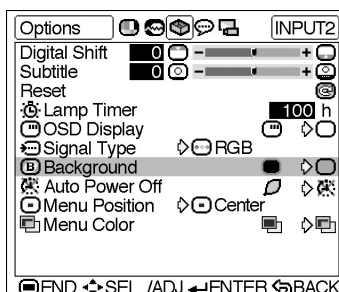 Options INPUT2
Digital Shift 0 - +
Subtitle 0 - +
Reset
Lamp Timer 100 h
OSD Display
Signal Type RGB
B Background
Auto Power Off
Menu Position Center
Menu Color
END SEL./ADJ. ENTER BACK